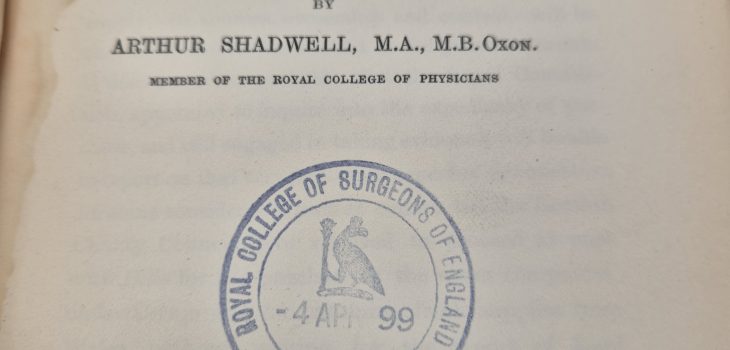 BY
ARTHUR SHADWELL, M.A., M.B.OXON.
MEMBER OF THE ROYAL COLLEGE OF PHYSICIANS
ROYAL COLLEGE OF SURGEONS OF ENGLAND
-4 APR 99